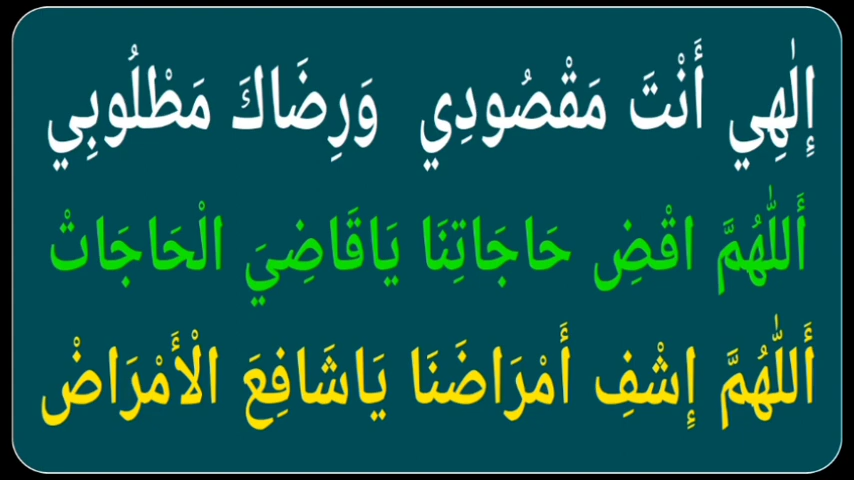 إِلٰهِي أَنْتَ مَقْصُودِي وَرِضَاكَ مَطْلُوبِي
أَللّٰهُمَّ اقْضِ حَاجَاتِنَا يَاقَاضِيَ الْحَاجَاتْ
أَللّٰهُمَّ إِشْفِ أَمْرَاضَنَا يَاشَافِعَ الْأَمْرَاضْ